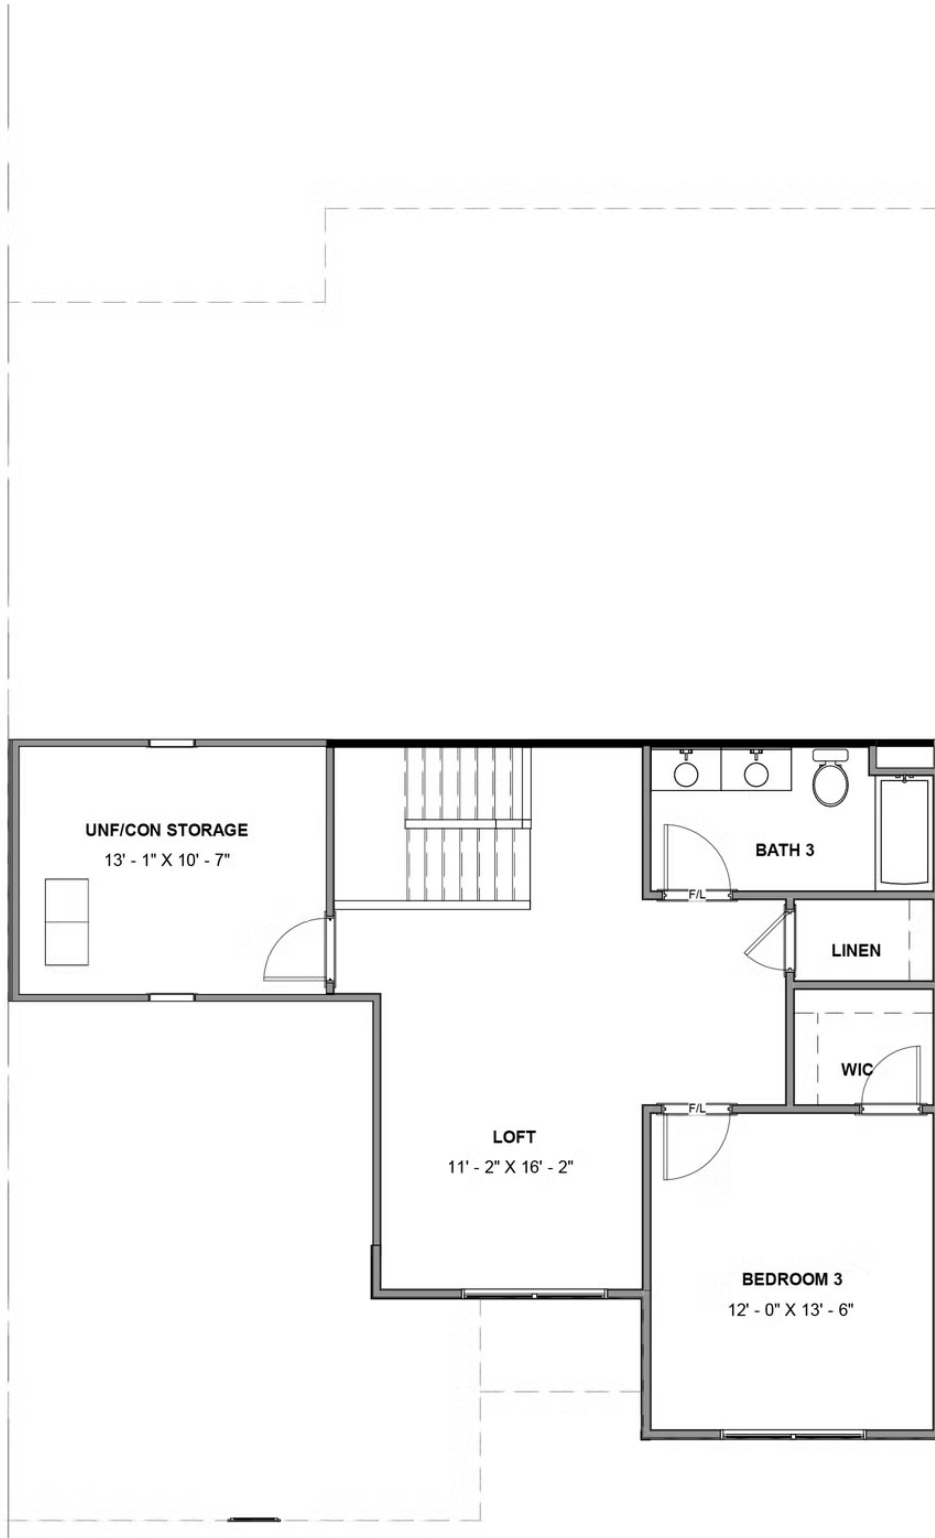 UNF/CON STORAGE
13' - 1" X 10' - 7"
BATH 3
F/L
LINEN
WIC
F/L
LOFT
11' - 2" X 16' - 2"
BEDROOM 3
12' - 0" X 13' - 6"